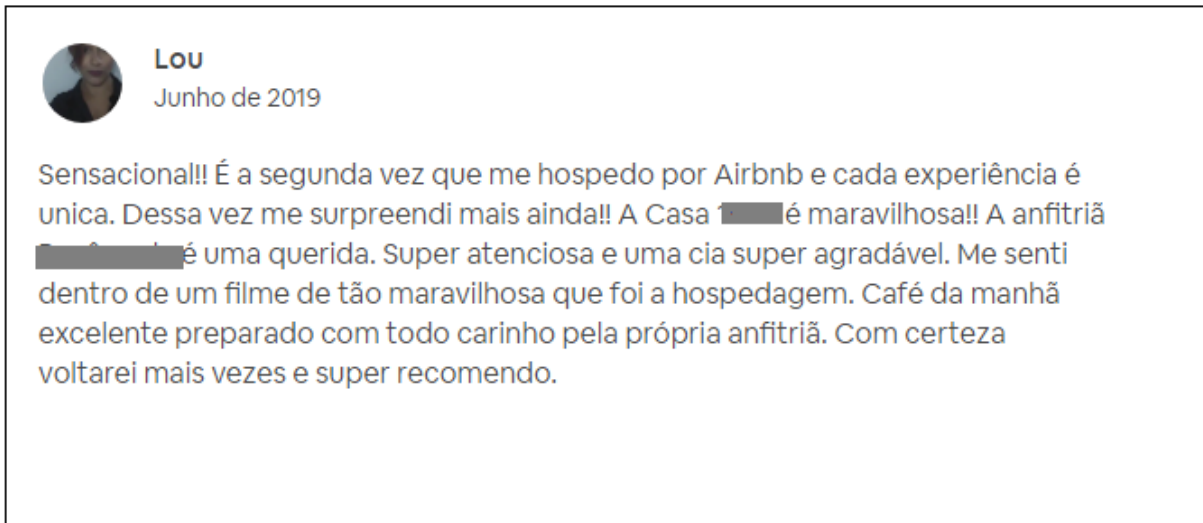 Lou
Junho de 2019
Sensacional!! É a segunda vez que me hospedo por Airbnb e cada experiência é
unica. Dessa vez me surpreendi mais ainda!! A Casa é maravilhosa!! A anfitriã
é uma querida. Super atenciosa e uma cia super agradável. Me senti
dentro de um filme de tão maravilhosa que foi a hospedagem. Café da manhã
excelente preparado com todo carinho pela própria anfitriã. Com certeza
voltarei mais vezes e super recomendo.